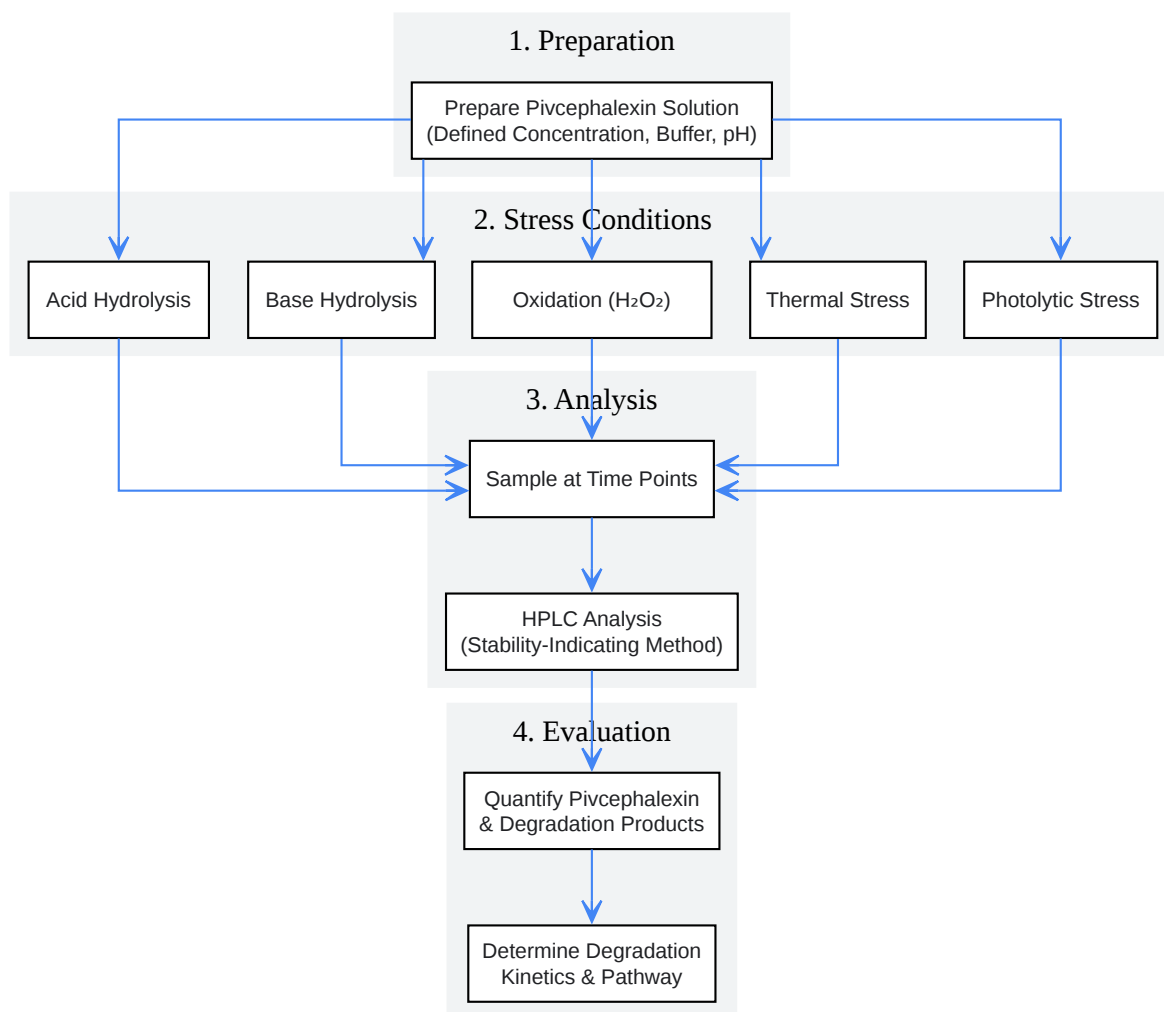 1. Preparation
Prepare Pivcephalexin Solution
(Defined Concentration, Buffer, pH)
2. Stress Conditions
Acid Hydrolysis
Base Hydrolysis
Oxidation (H₂O₂)
Thermal Stress
Photolytic Stress
3. Analysis
Sample at Time Points
HPLC Analysis
(Stability-Indicating Method)
4. Evaluation
Quantify Pivcephalexin
& Degradation Products
Determine Degradation
Kinetics & Pathway